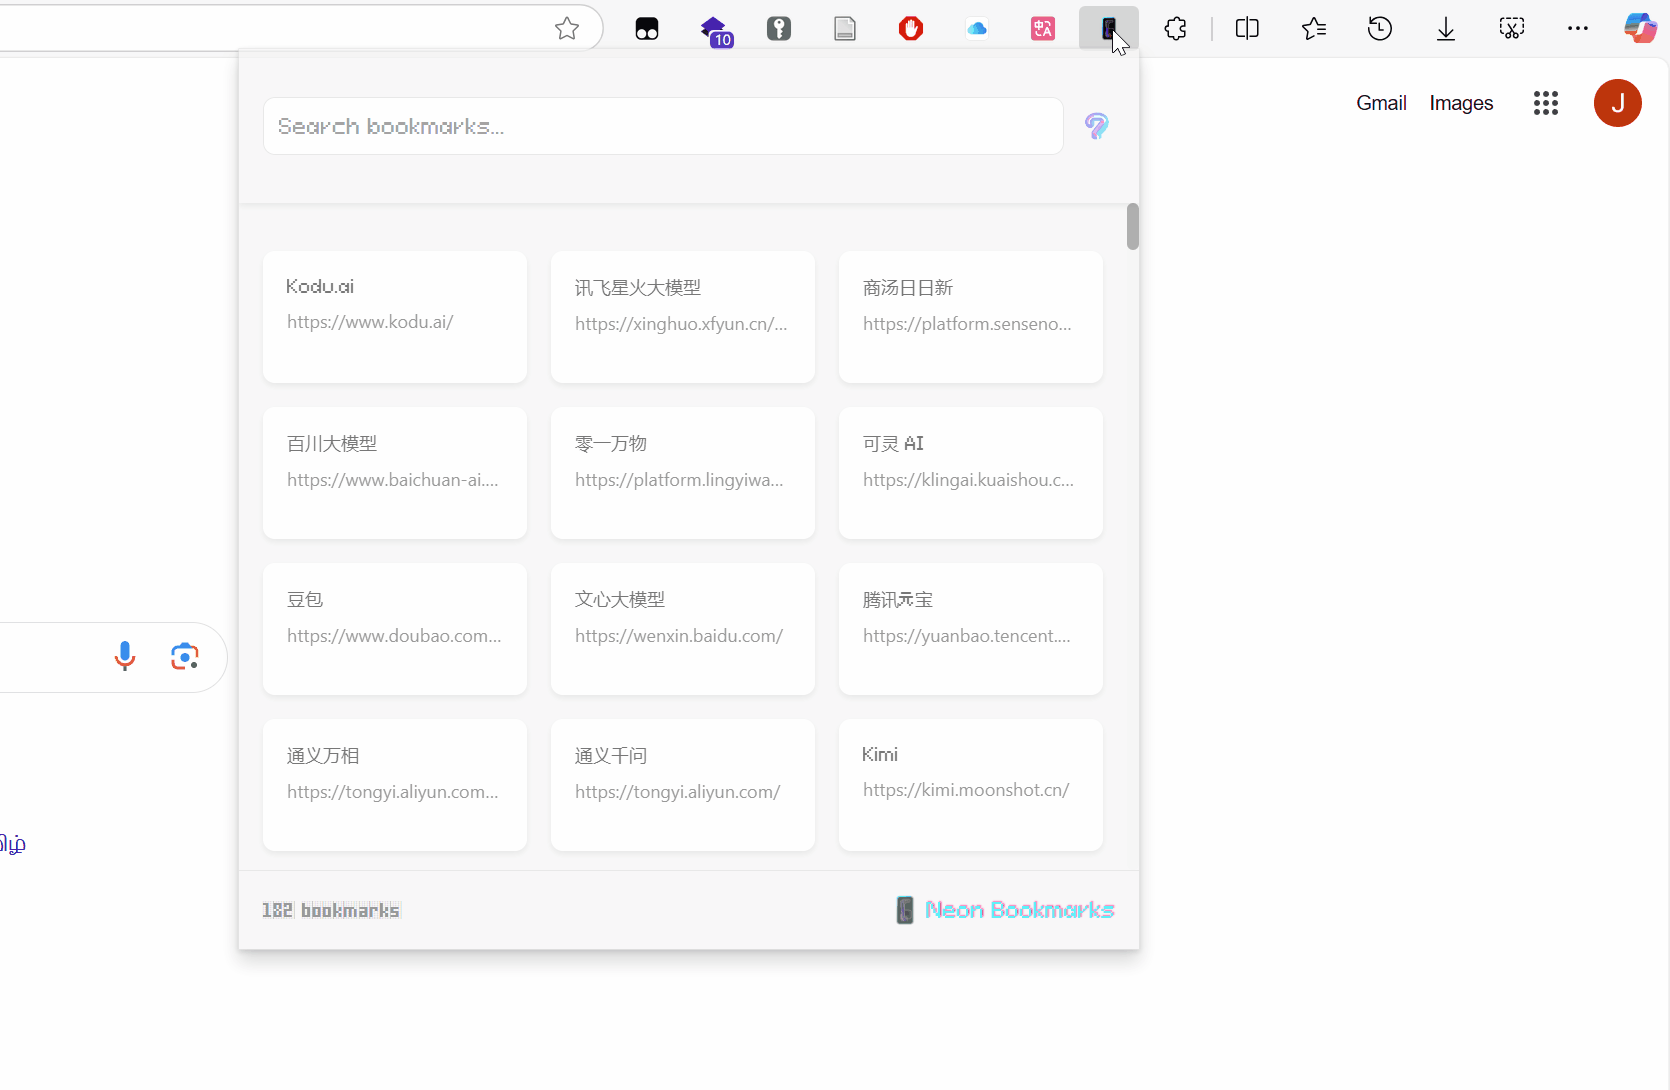 10
Gmail
Images
J
Search bookmarks...
Kodu.ai
https://www.kodu.ai/
讯飞星火大模型
https://xinghuo.xfyun.cn/...
商汤日日新
https://platform.senseno...
百川大模型
https://www.baichuan-ai....
零一万物
https://platform.lingyiwa...
可灵 AI
https://klingai.kuaishou.c...
豆包
https://www.doubao.com...
文心大模型
https://wenxin.baidu.com/
腾讯元宝
https://yuanbao.tencent....
通义万相
https://tongyi.aliyun.com...
通义千问
https://tongyi.aliyun.com/
Kimi
https://kimi.moonshot.cn/
182 bookmarks
Neon Bookmarks